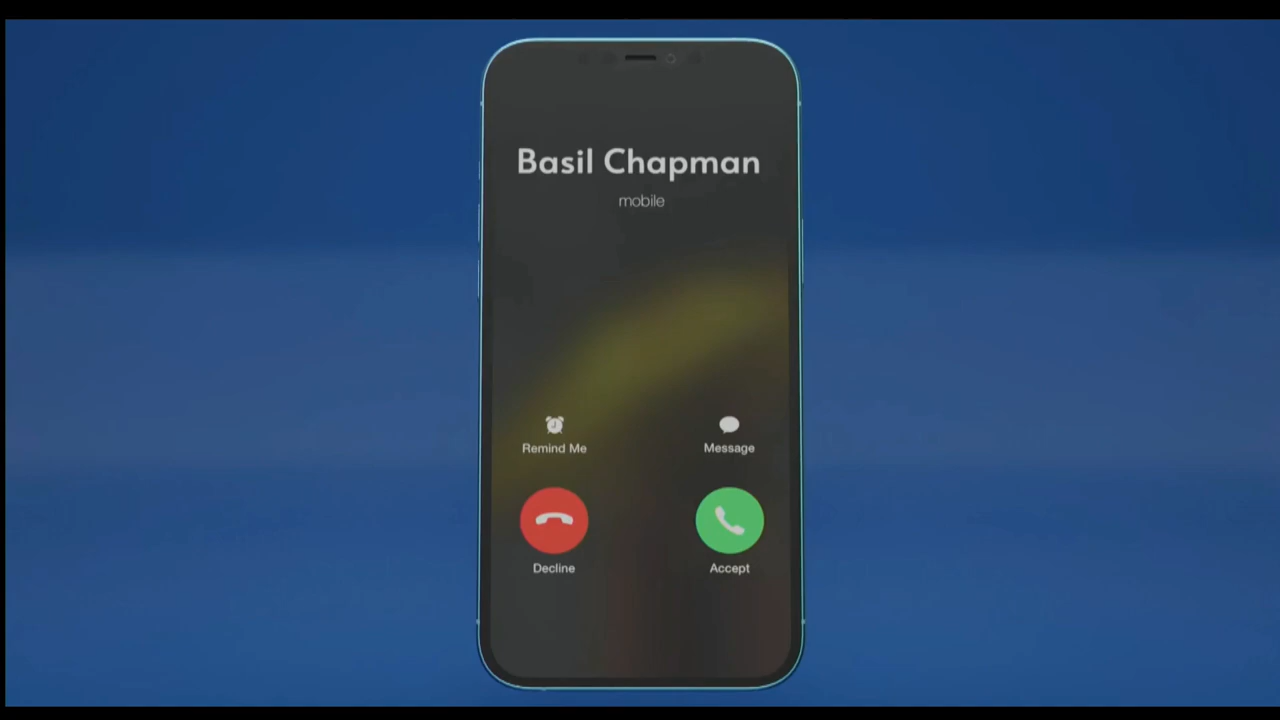 Basil Chapman
mobile
Remind Me
Message
Decline
Accept